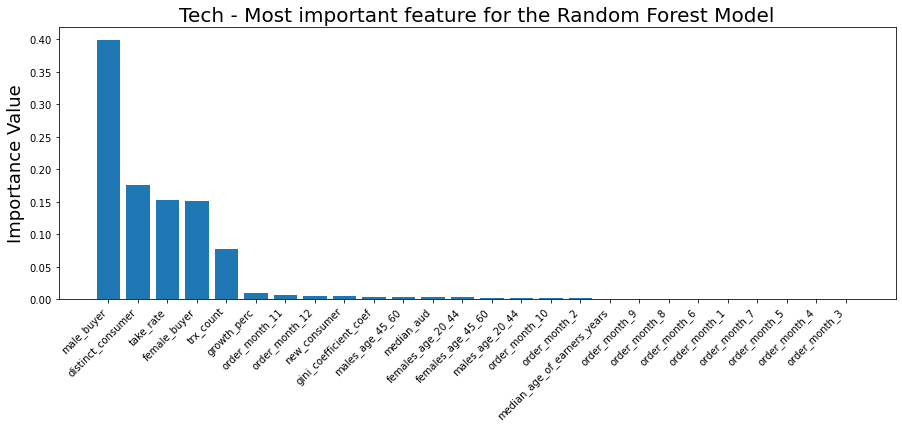 Tech - Most important feature for the Random Forest Model
Importance Value
0.40
0.35
0.30
0.25
0.20
0.15
0.10
0.05
0.00
male_buyer
distinct_consumer
take_rate
female_buyer
trx_count
growth_perc
order_month_11
order_month_12
new_consumer
gini_coefficient_coef
males_age_45_60
median_aud
females_age_20_44
females_age_45_60
males_age_20_44
order_month_10
order_month_2
median_age_of_earners_years
order_month_9
order_month_8
order_month_6
order_month_1
order_month_7
order_month_5
order_month_4
order_month_3